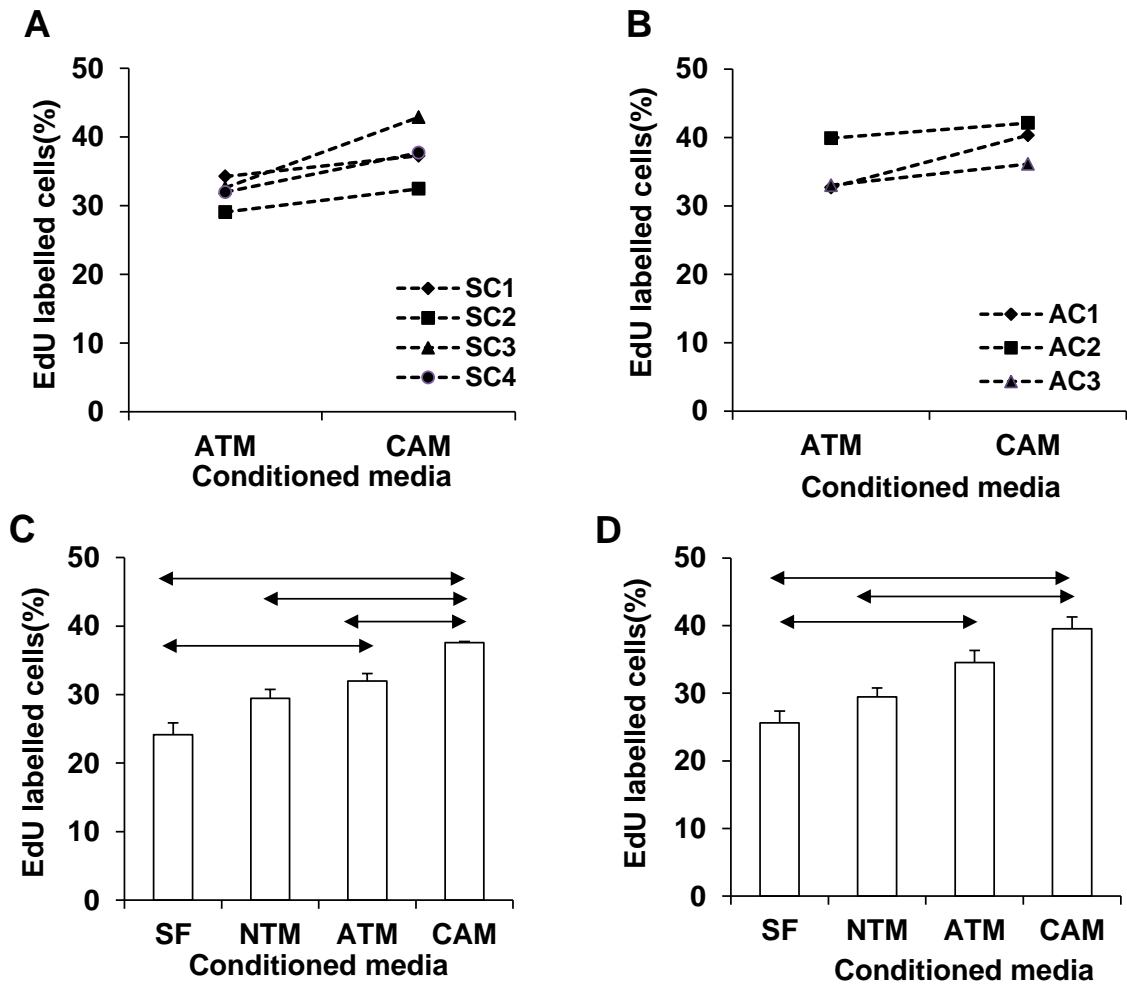 A
EdU labelled cells(%)
50
40
30
20
10
0
SC1
SC2
SC3
SC4
ATM CAM
Conditioned media
B
EdU labelled cells(%)
50
40
30
20
10
0
AC1
AC2
AC3
ATM CAM
Conditioned media
C
EdU labelled cells(%)
50
40
30
20
10
0
SF NTM ATM CAM
Conditioned media
D
EdU labelled cells(%)
50
40
30
20
10
0
SF NTM ATM CAM
Conditioned media